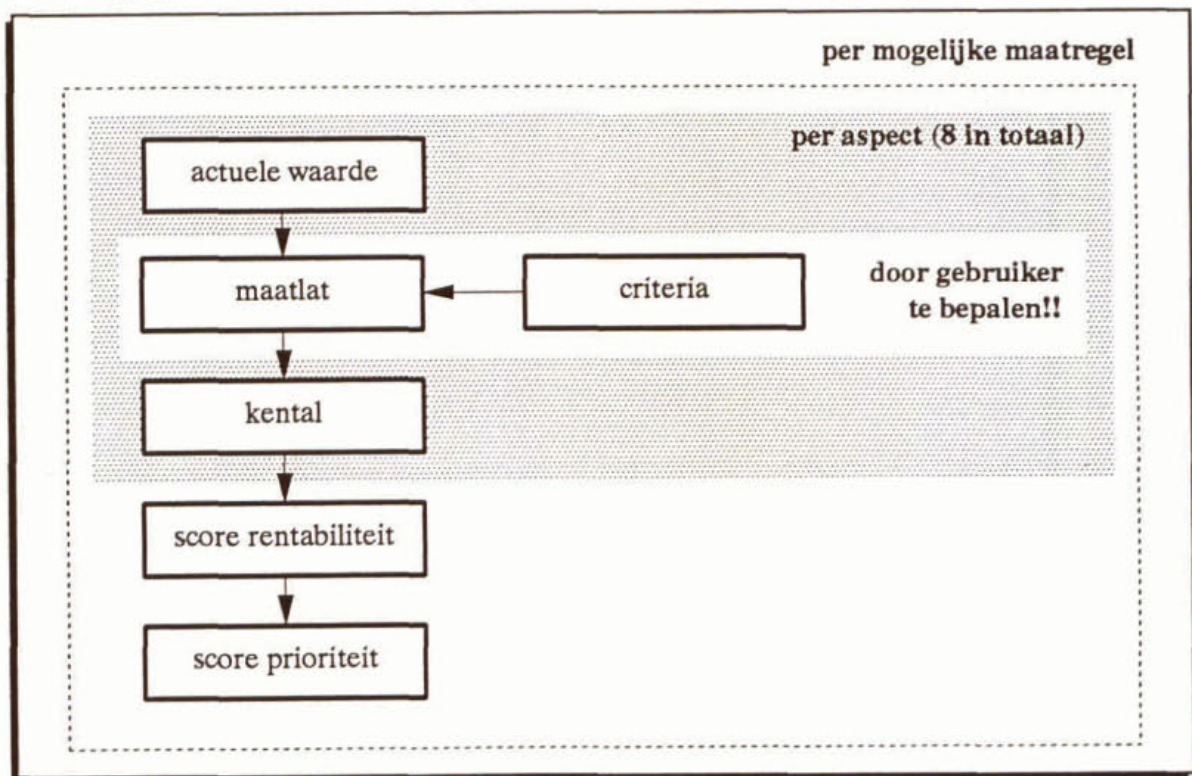 per mogelijke maatregel
per aspect (8 in totaal)
actuele waarde
maatlat
criteria
door gebruiker
te bepalen!!
kental
score rentabiliteit
score prioriteit